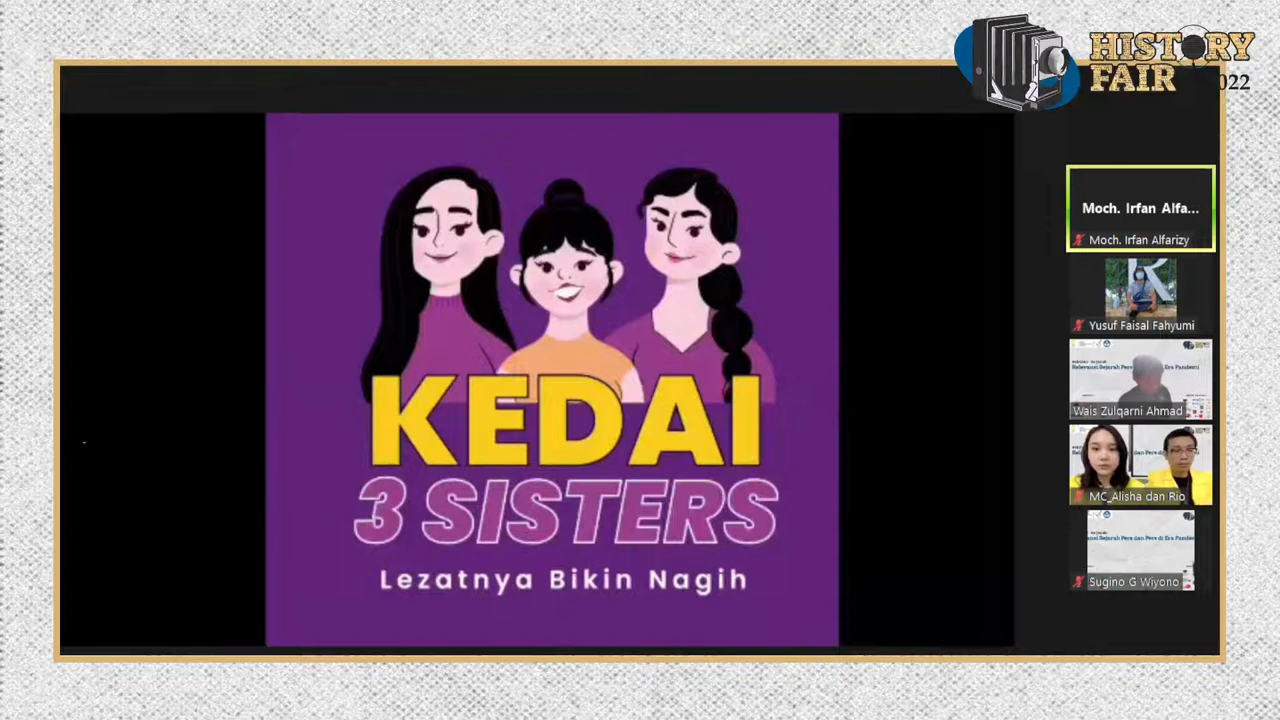 HISTORY
FAIR
022
KEDAI
3 SISTERS
Lezatnya Bikin Nagih
Moch. Irfan Alfa...
Moch. Irfan Alfarizy
Yusuf Faisal Fahyumi
Wais Zulqarni Ahmad
MC_Alisha dan Rio
Sugino G Wiyono